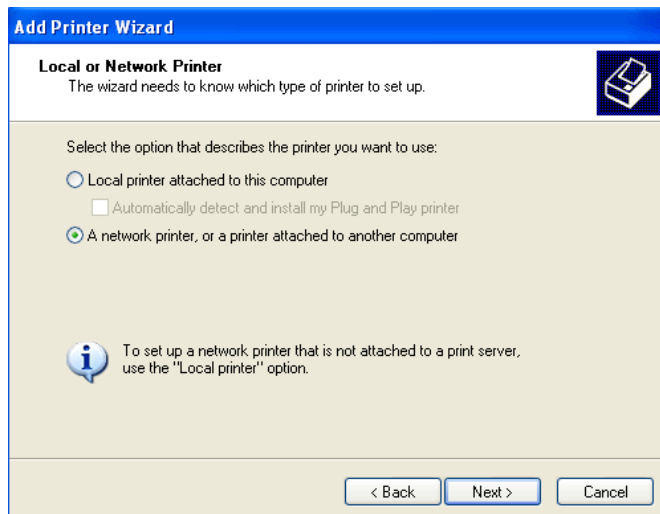 Add Printer Wizard
Local or Network Printer
The wizard needs to know which type of printer to set up.
Select the option that describes the printer you want to use:
Local printer attached to this computer
Automatically detect and install my Plug and Play printer
A network printer, or a printer attached to another computer
To set up a network printer that is not attached to a print server,
use the "Local printer" option.
< Back Next > Cancel